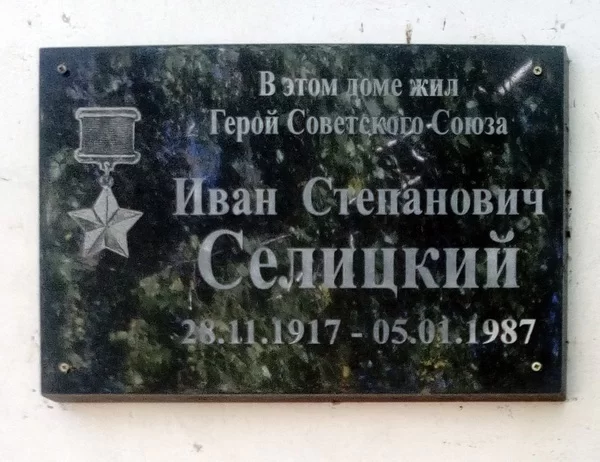 В этом доме жил
Герой Советского Союза
Иван Степанович
Селицкий
28.11.1917 - 05.01.1987